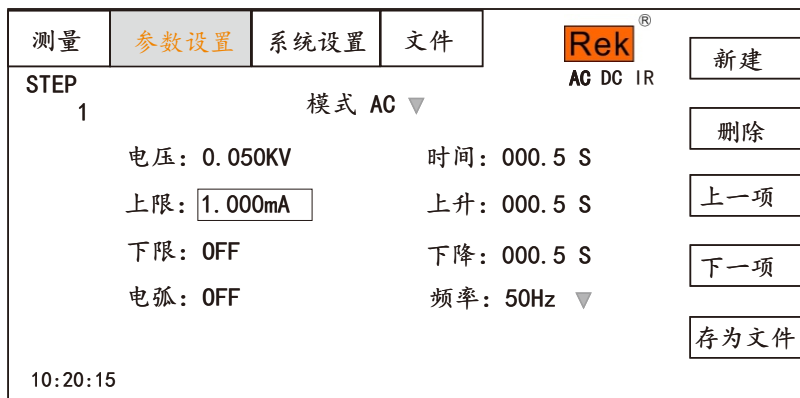 测量 参数设置 系统设置 文件 Rek®
AC DC IR
新建
STEP
1
模式 AC ▼
删除
电压：0.050KV 时间：000.5 S
上限：1.000mA 上升：000.5 S
上一项
下限：OFF 下降：000.5 S
下一项
电弧：OFF 频率：50Hz ▼
存为文件
10:20:15